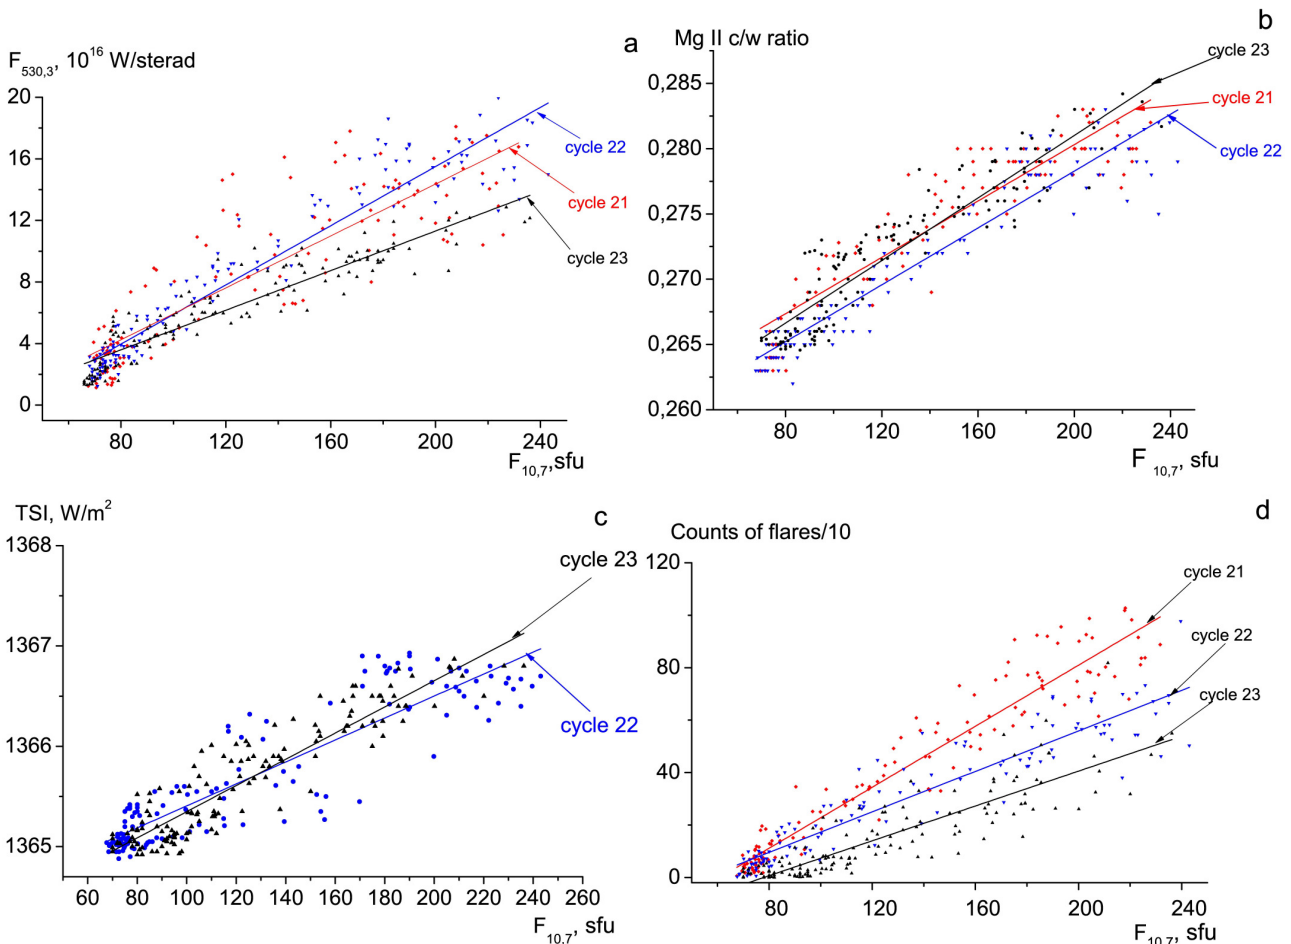 a
F530,3, 10^16 W/sterad
20
16
12
8
4
0
cycle 22
cycle 21
cycle 23
80 120 160 200 240
F10,7,sfu
b
Mg II c/w ratio
cycle 23
cycle 21
cycle 22
0,285
0,280
0,275
0,270
0,265
0,260
80 120 160 200 240
F10,7, sfu
c
TSI, W/m^2
1368
1367
1366
1365
cycle 23
cycle 22
60 80 100 120 140 160 180 200 220 240 260
F10.7, sfu
d
Counts of flares/10
120
80
40
0
cycle 21
cycle 22
cycle 23
80 120 160 200 240
F10,7, sfu